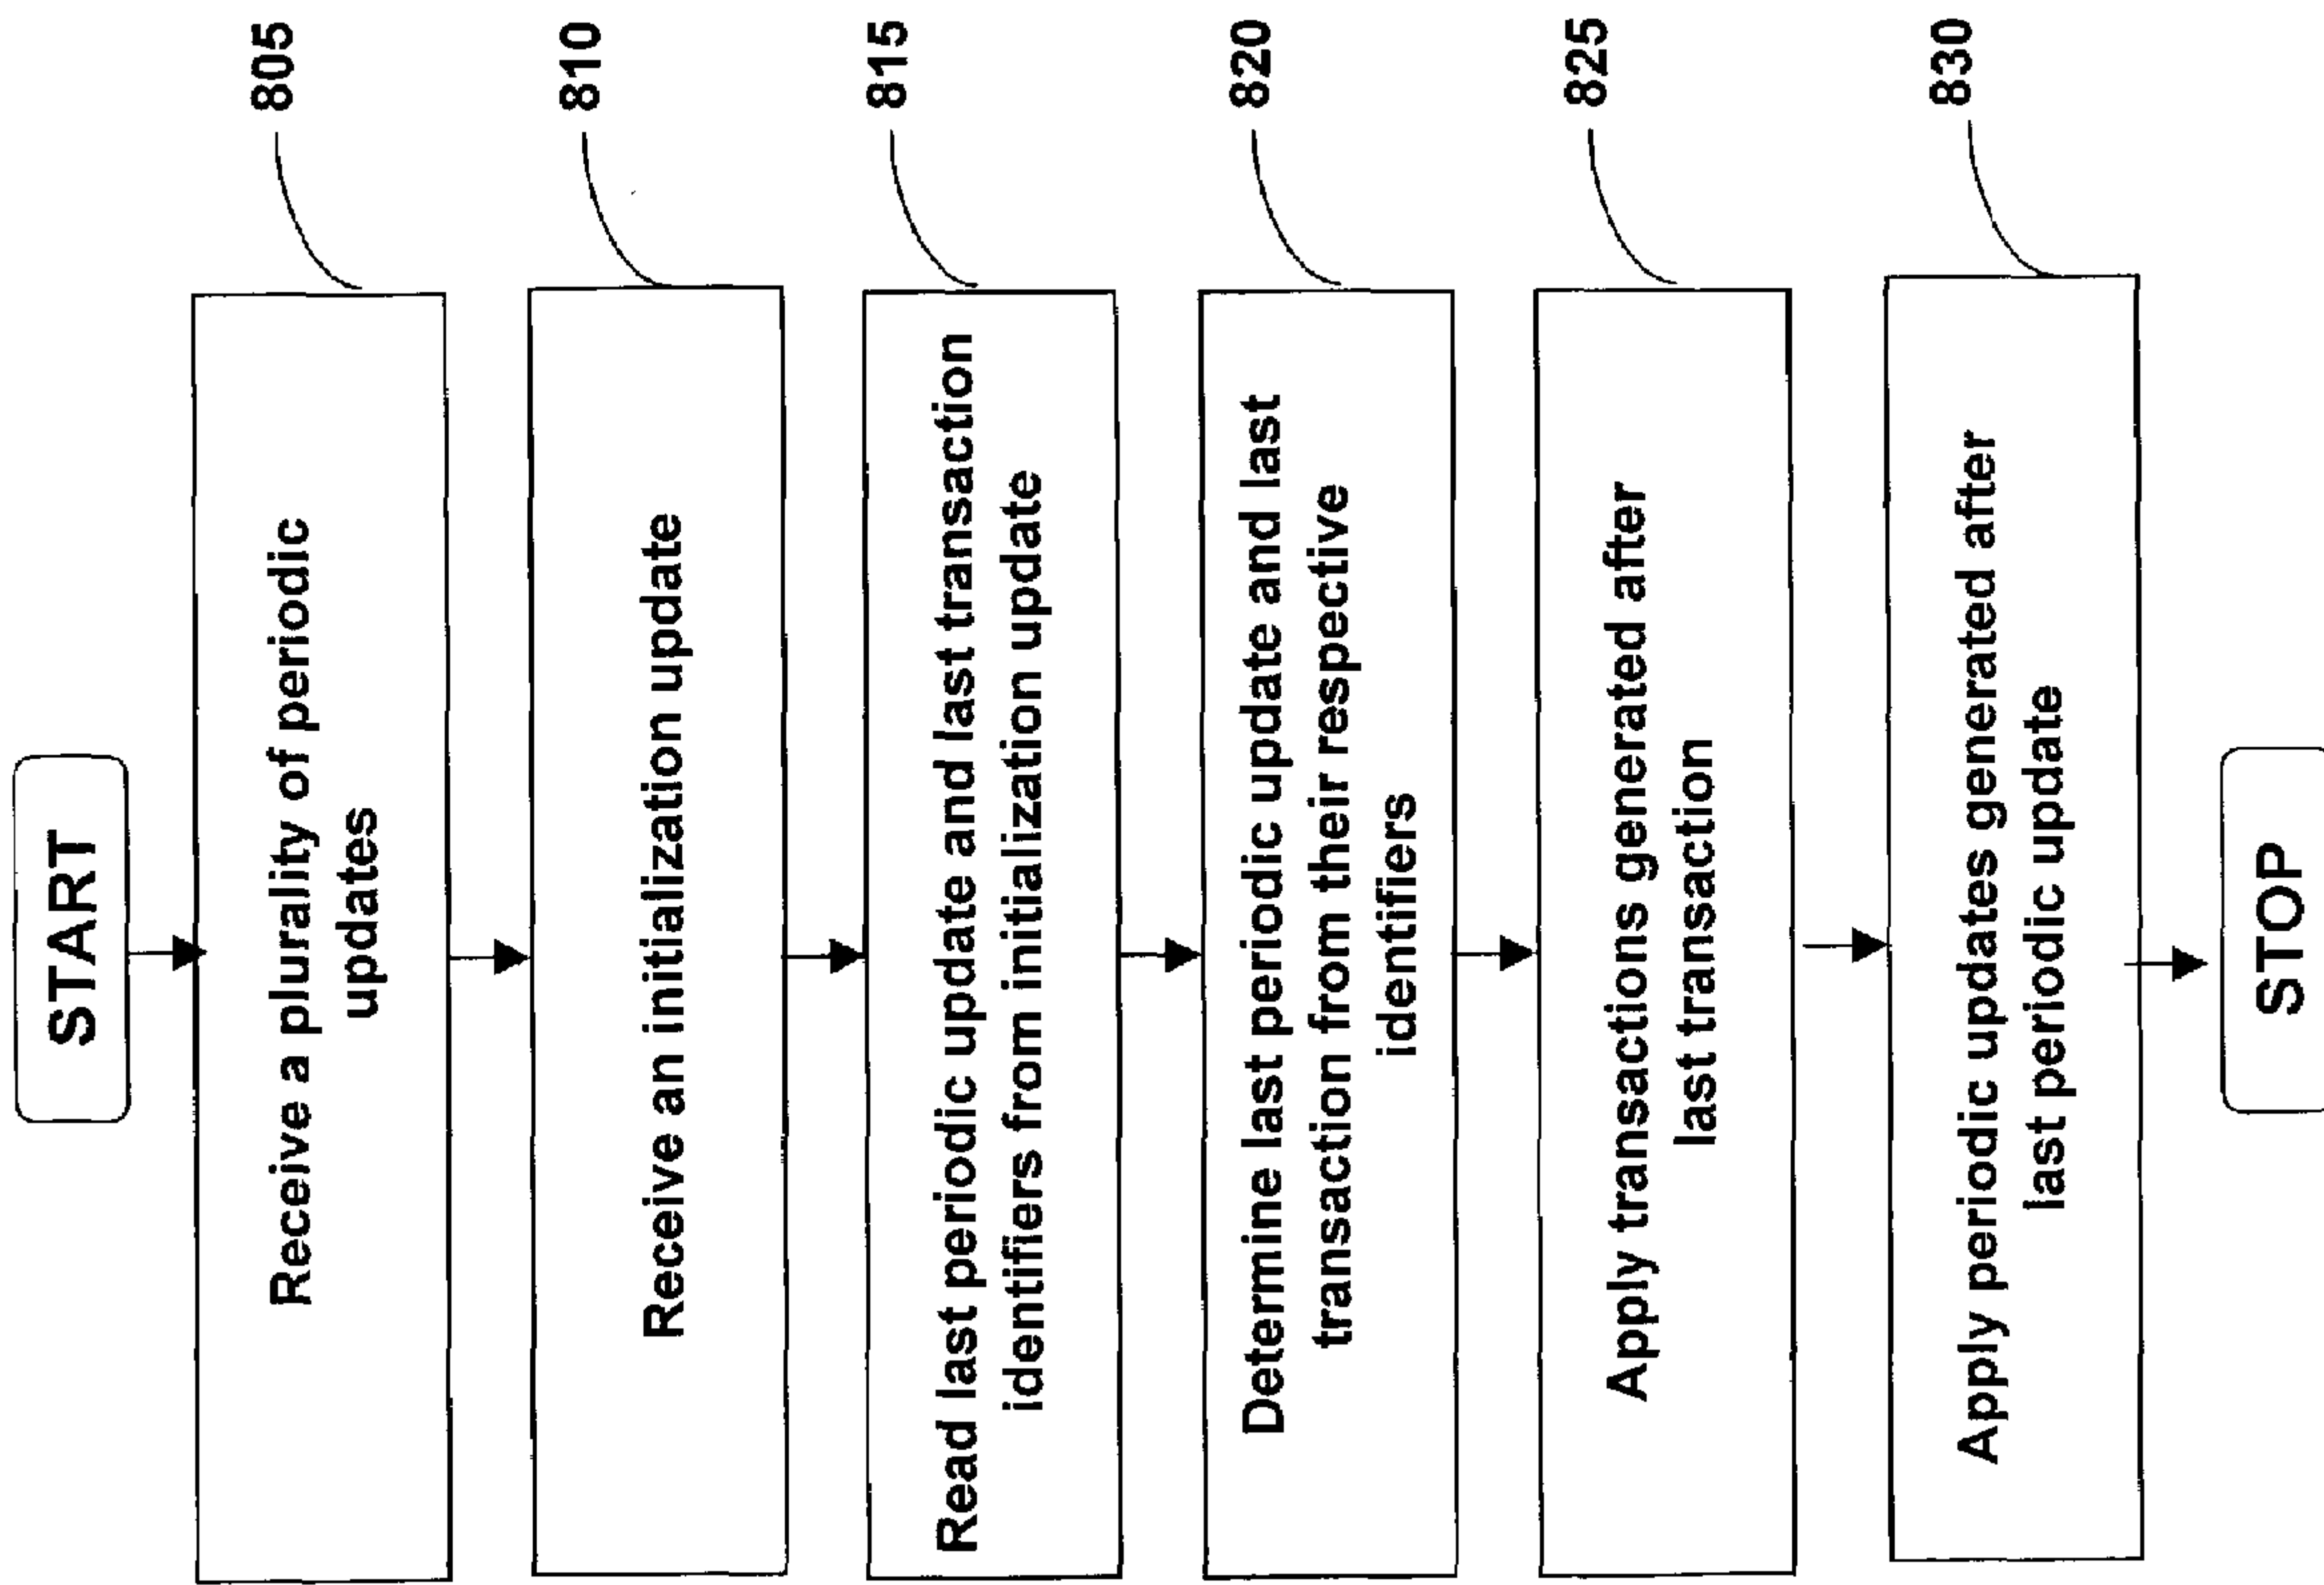 START
Receive a plurality of periodic
updates
805
Receive an initialization update
810
Read last periodic update and last transaction
identifiers from initialization update
815
Determine last periodic update and last
transaction from their respective
identifiers
820
Apply transactions generated after
last transaction
825
Apply periodic updates generated after
last periodic update
830
STOP